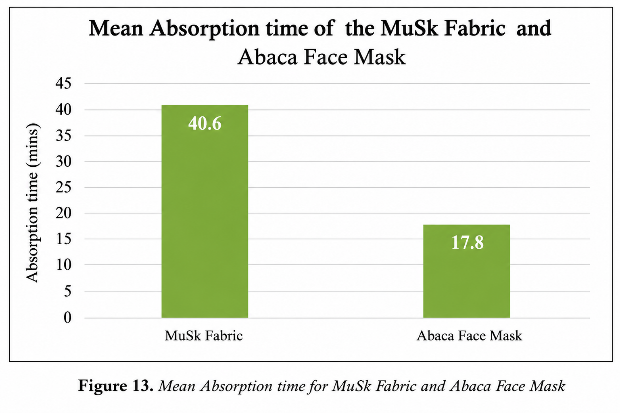 Mean Absorption time of the MuSk Fabric and
Abaca Face Mask
Absorption time (mins)
45
40
35
30
25
20
15
10
5
0
40.6
17.8
MuSk Fabric
Abaca Face Mask
Figure 13. Mean Absorption time for MuSk Fabric and Abaca Face Mask